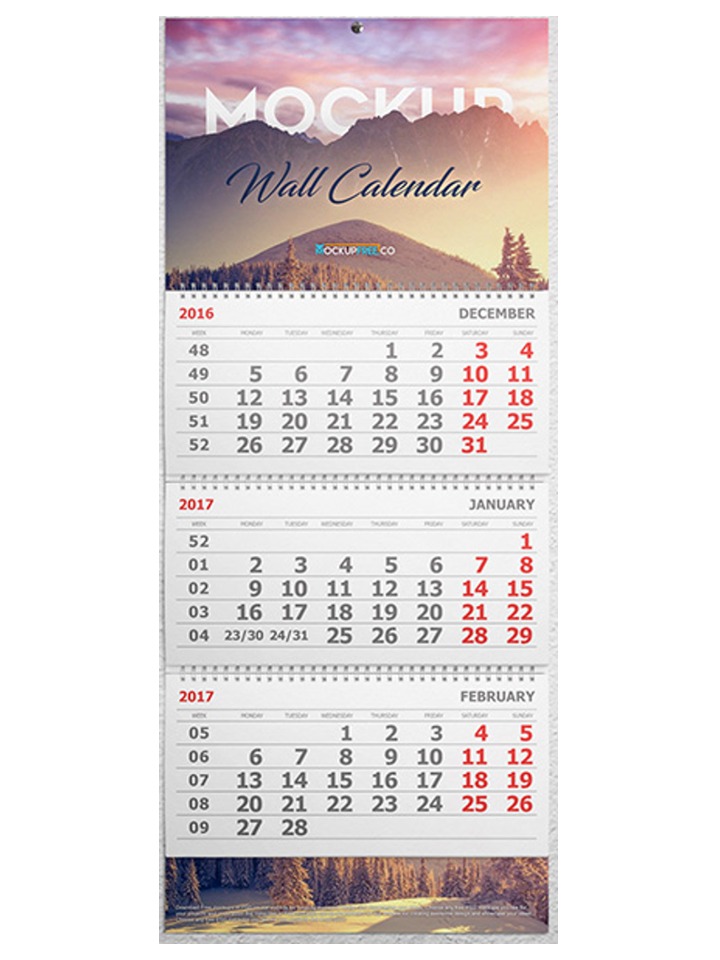 MOCKUP
Wall Calendar
MOCKUPFREE.CO
2016 DECEMBER
WEEK MONDAY TUESDAY WEDNESDAY THURSDAY FRIDAY SATURDAY SUNDAY
48 1 2 3 4
49 5 6 7 8 9 10 11
50 12 13 14 15 16 17 18
51 19 20 21 22 23 24 25
52 26 27 28 29 30 31
2017 JANUARY
WEEK MONDAY TUESDAY WEDNESDAY THURSDAY FRIDAY SATURDAY SUNDAY
52 1
01 2 3 4 5 6 7 8
02 9 10 11 12 13 14 15
03 16 17 18 19 20 21 22
04 23/30 24/31 25 26 27 28 29
2017 FEBRUARY
WEEK MONDAY TUESDAY WEDNESDAY THURSDAY FRIDAY SATURDAY SUNDAY
05 1 2 3 4 5
06 6 7 8 9 10 11 12
07 13 14 15 16 17 18 19
08 20 21 22 23 24 25 26
09 27 28